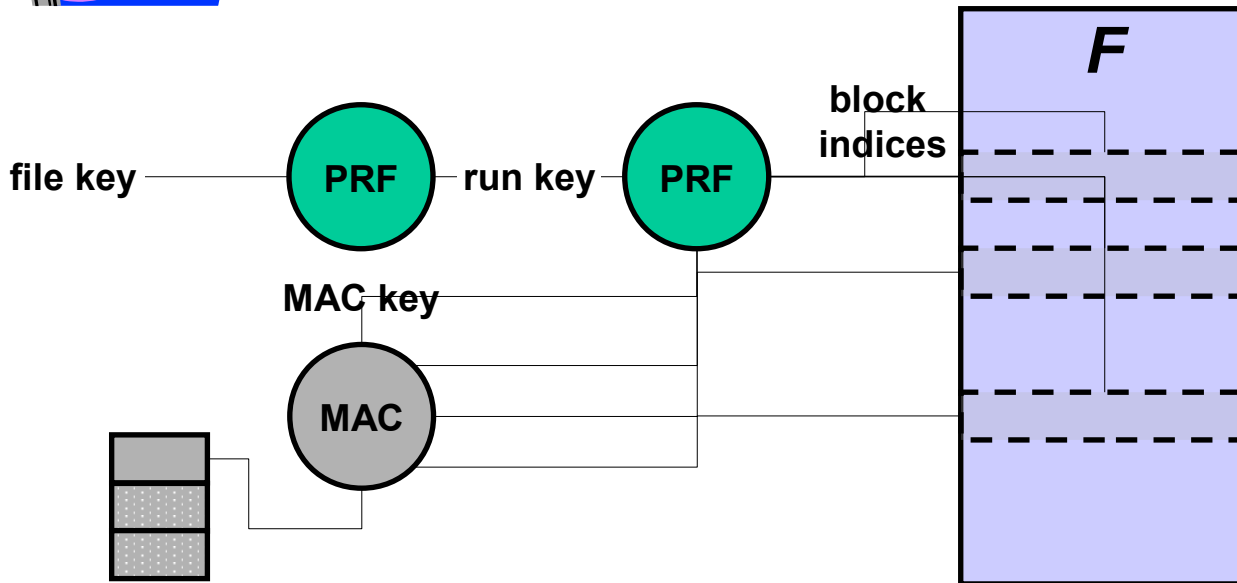 F
block
indices
file key
PRF
run key
PRF
MAC key
MAC